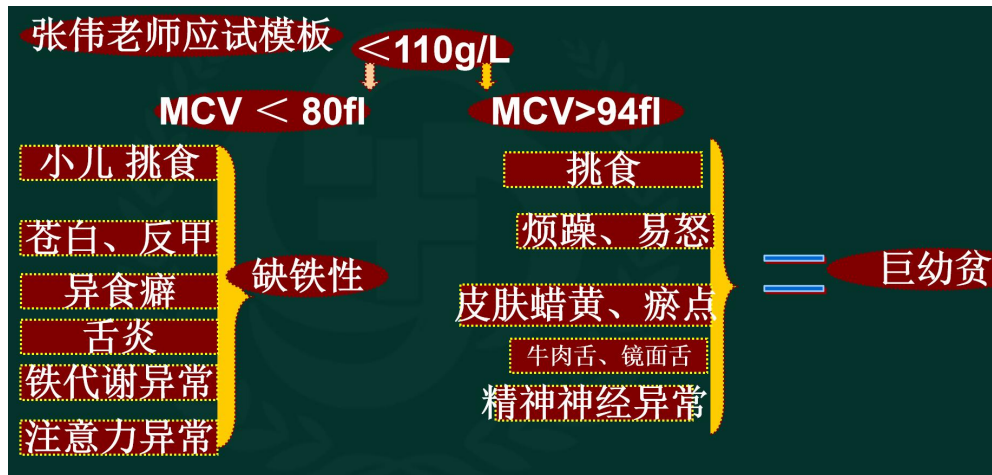 张伟老师应试模板
＜110g/L
MCV ＜ 80fl
MCV>94fl
小儿 挑食
苍白、反甲
异食癖
舌炎
铁代谢异常
注意力异常
缺铁性
挑食
烦躁、易怒
皮肤蜡黄、瘀点
牛肉舌、镜面舌
精神神经异常
巨幼贫